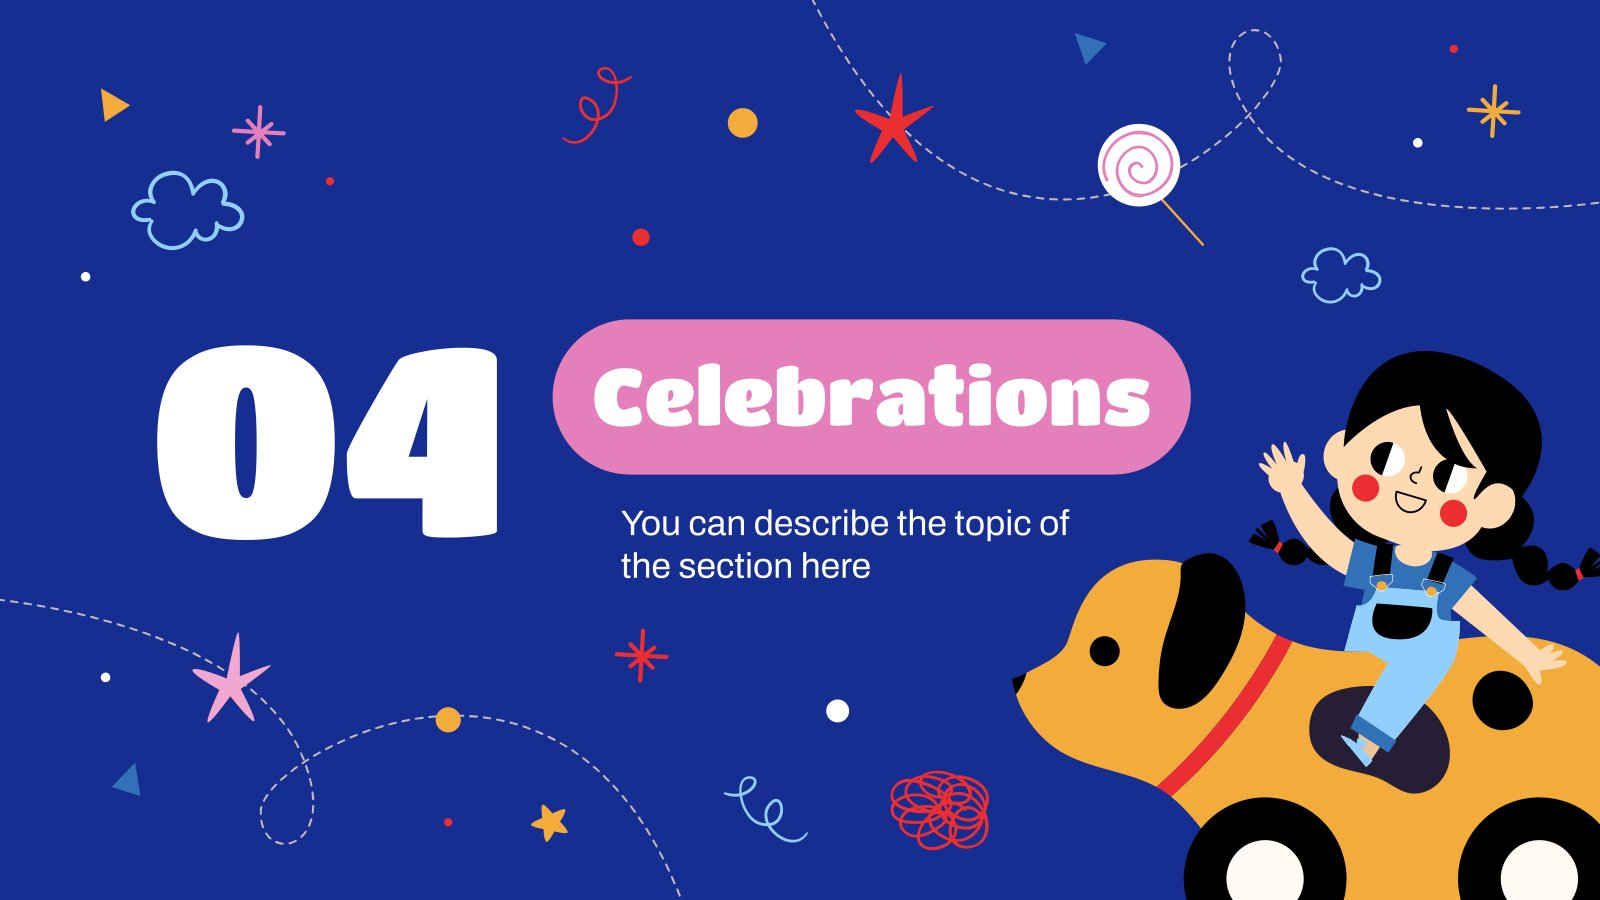 04
Celebrations
You can describe the topic of
the section here